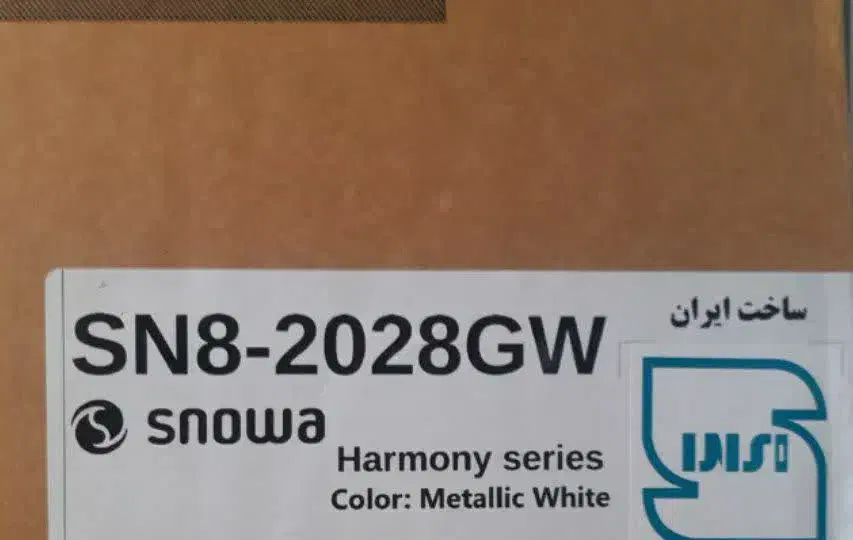 SN8-2028GW
ساخت ایران
snowa
Harmony series
Color: Metallic White